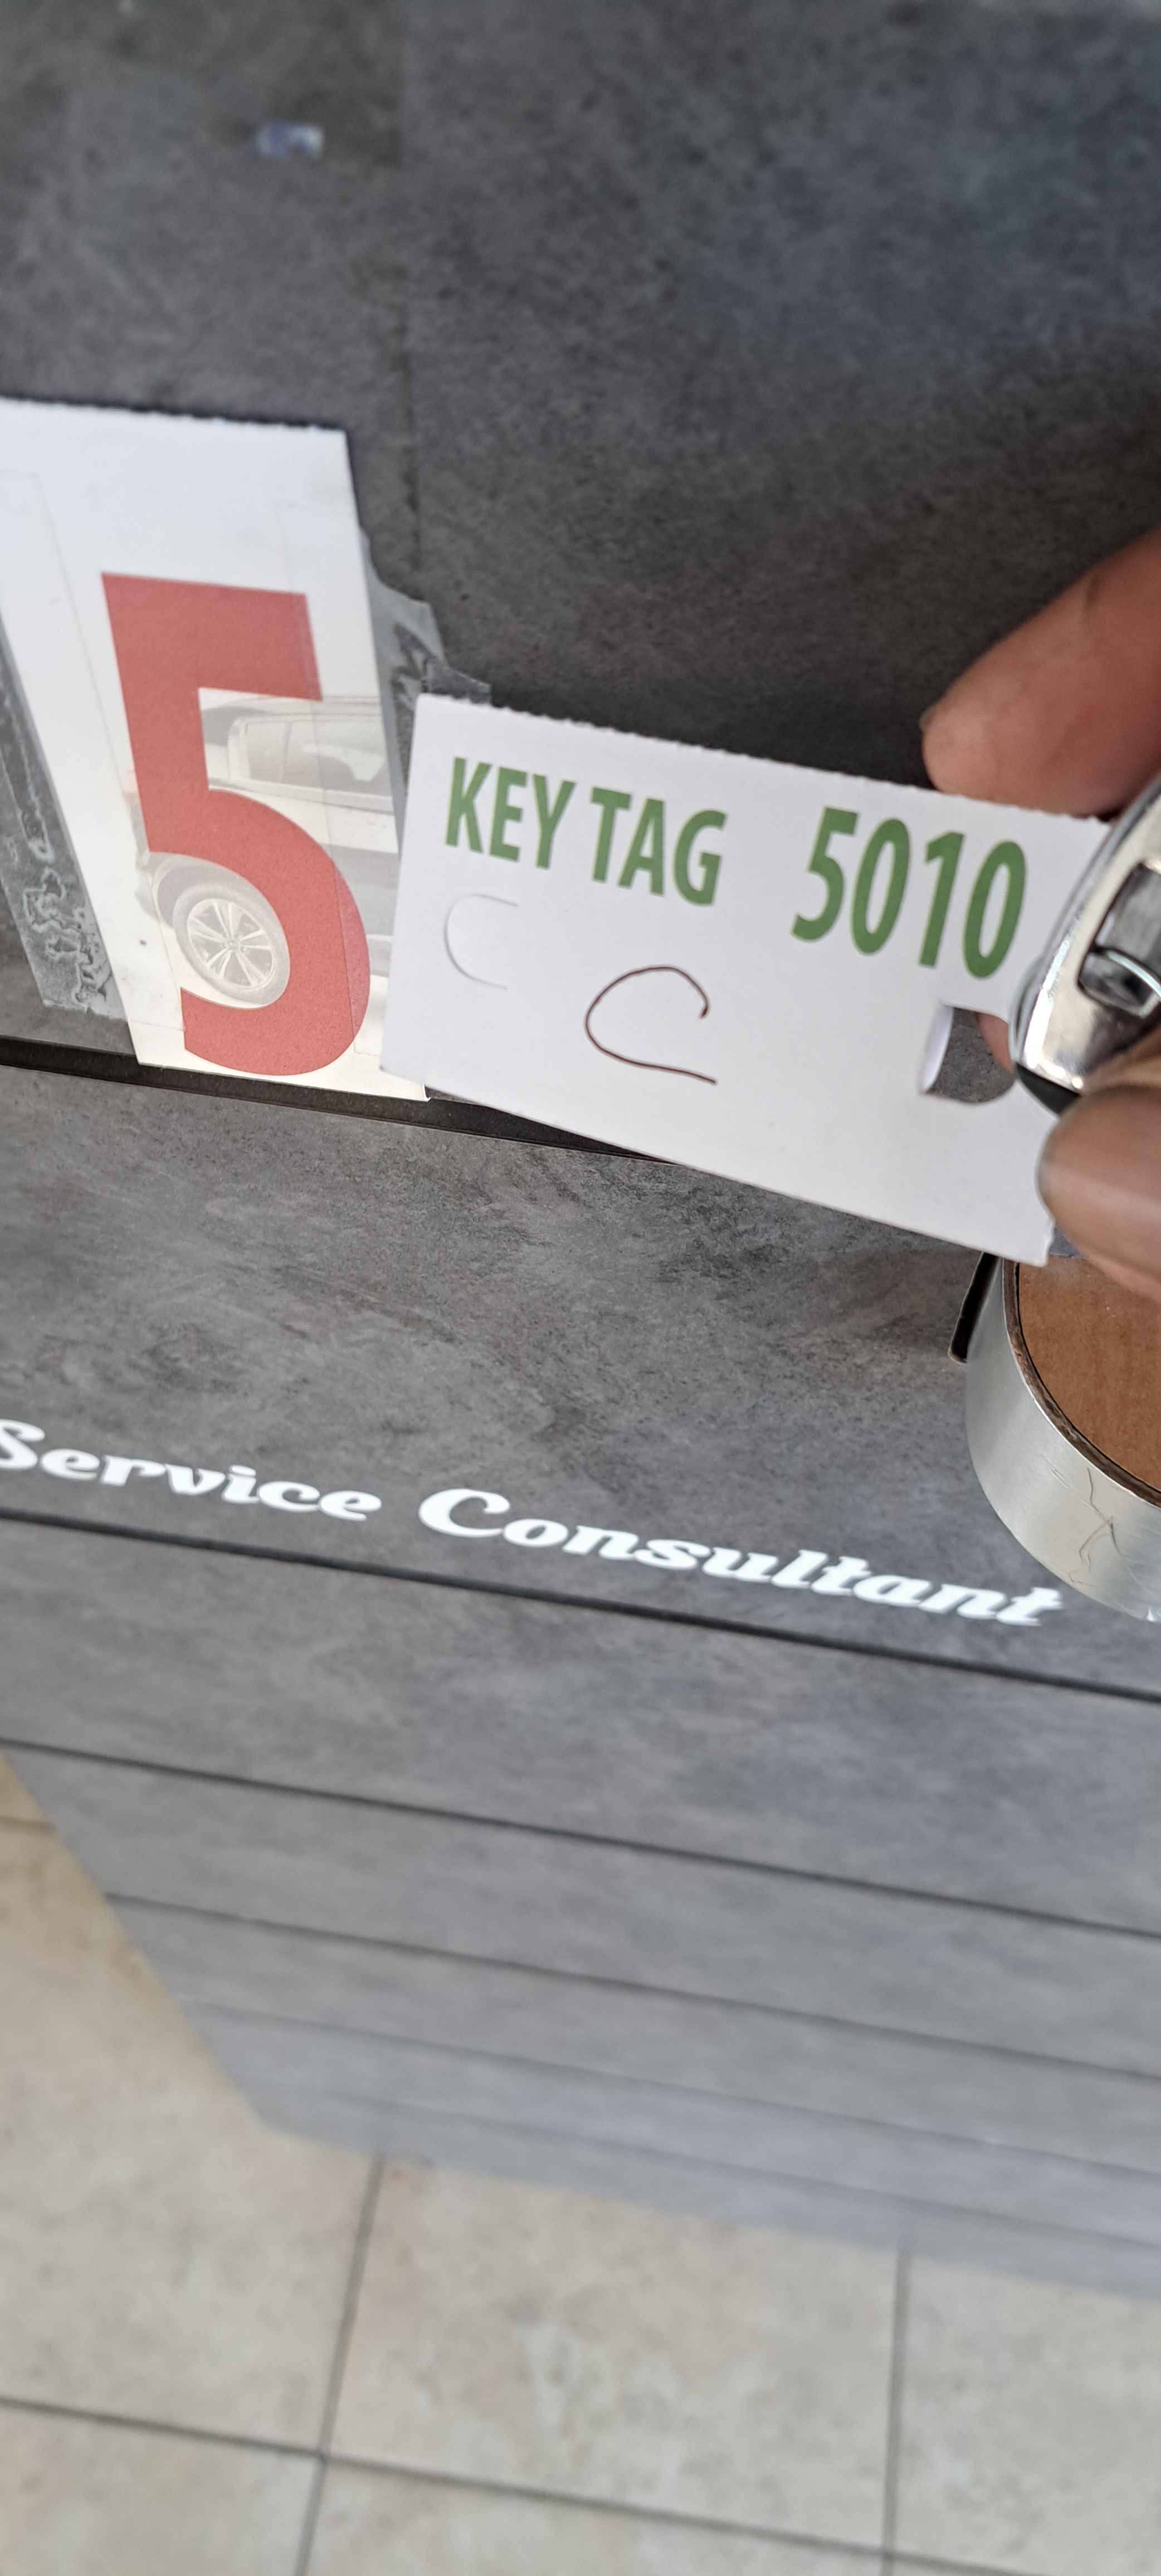 5
KEY TAG 5010
C
Service Consultant